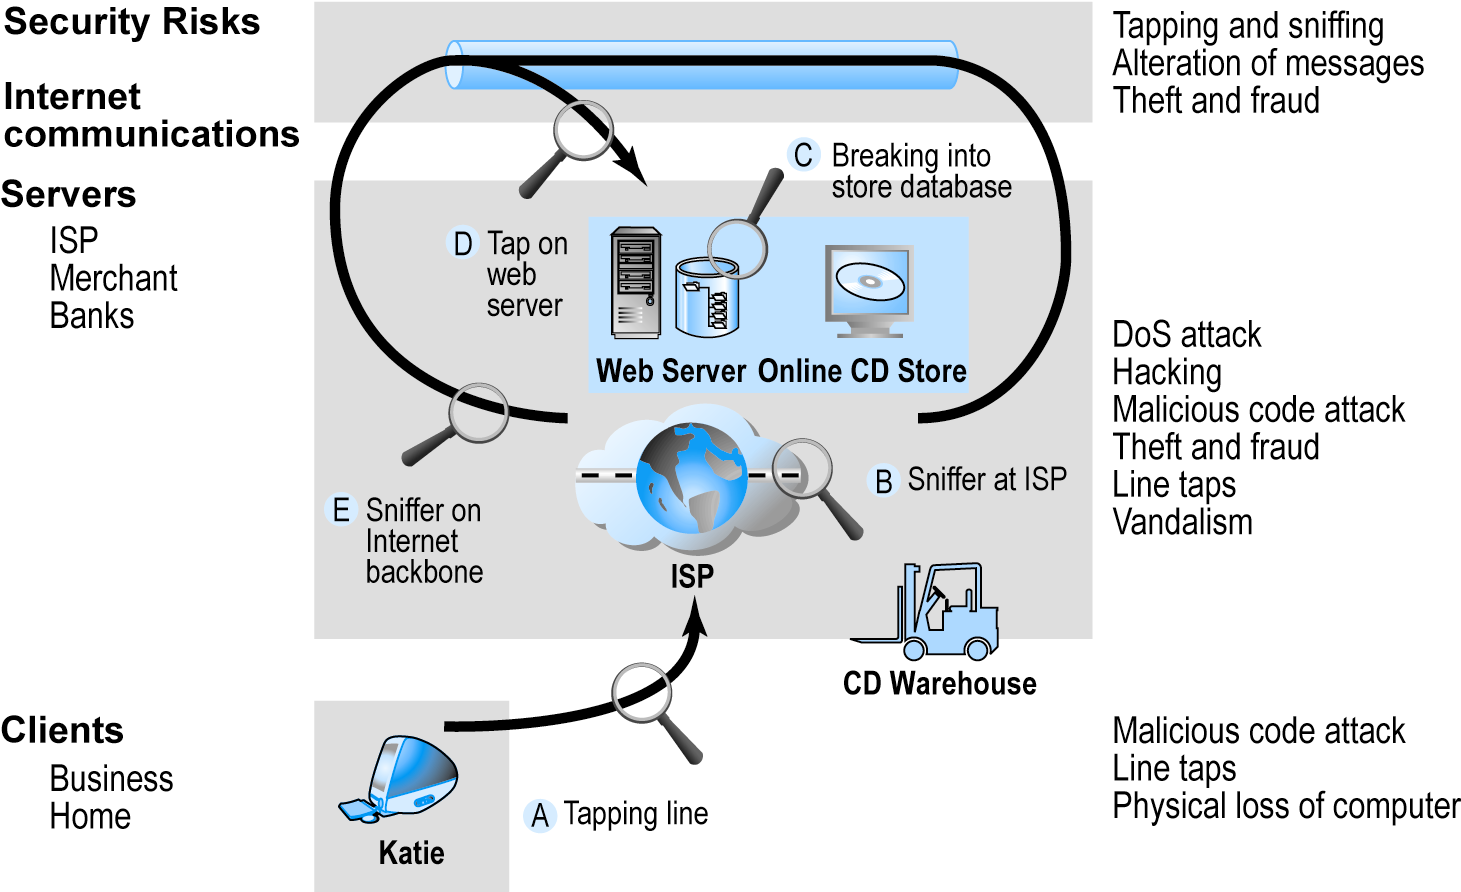 Security Risks
Internet
communications
Tapping and sniffing
Alteration of messages
Theft and fraud
Servers
ISP
Merchant
Banks
C Breaking into
store database
D Tap on
web
server
Web Server
Online CD Store
E Sniffer on
Internet
backbone
B Sniffer at ISP
ISP
CD Warehouse
DoS attack
Hacking
Malicious code attack
Theft and fraud
Line taps
Vandalism
Clients
Business
Home
Katie
A Tapping line
Malicious code attack
Line taps
Physical loss of computer